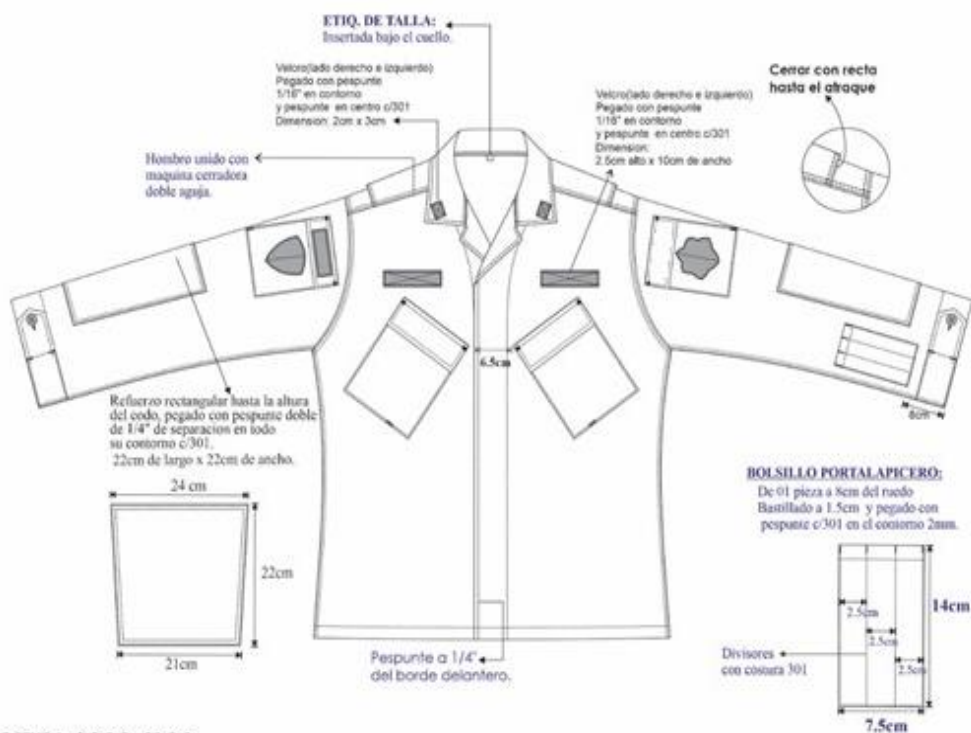 ETIQ. DE TALLA:
Insertada bajo el cuello.
Velcro(lado derecho e izquierdo)
Pegado con pespunte
1/16" en contorno
y pespunte en centro c/301
Dimension: 2cm x 3cm
Velcro(lado derecho e izquierdo)
Pegado con pespunte
1/16" en contorno
y pespunte en centro c/301
Dimension:
2.5cm alto x 10cm de ancho
Cerrar con recta
hasta el atraque
Hombro unido con
maquina cerradora
doble aguja.
6.5cm
6cm
Refuerzo rectangular hasta la altura
del codo, pegado con pespunte doble
de 1/4" de separacion en todo
su contorno c/301.
22cm de largo x 22cm de ancho.
24 cm
22cm
21cm
Pespunte a 1/4"
del borde delantero.
BOLSILLO PORTALAPICERO:
De 01 pieza a 8cm del ruedo
Bastillado a 1.5cm y pegado con
pespunte c/301 en el contorno 2mm.
2.5cm
2.5cm
2.5cm
14cm
Divisores
con costura 301
7.5cm